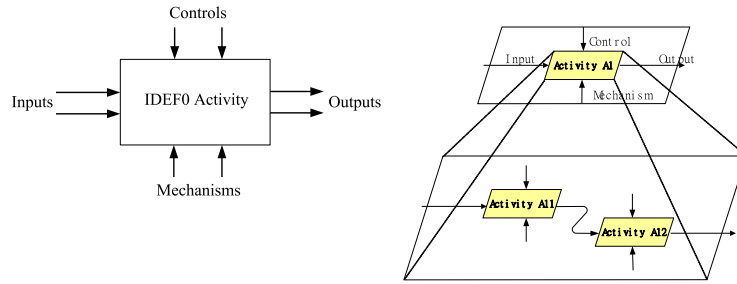 Controls
Inputs
IDEF0 Activity
Outputs
Mechanisms
Control
Input
Activity A1
Output
Mechanism
Activity A11
Activity A12